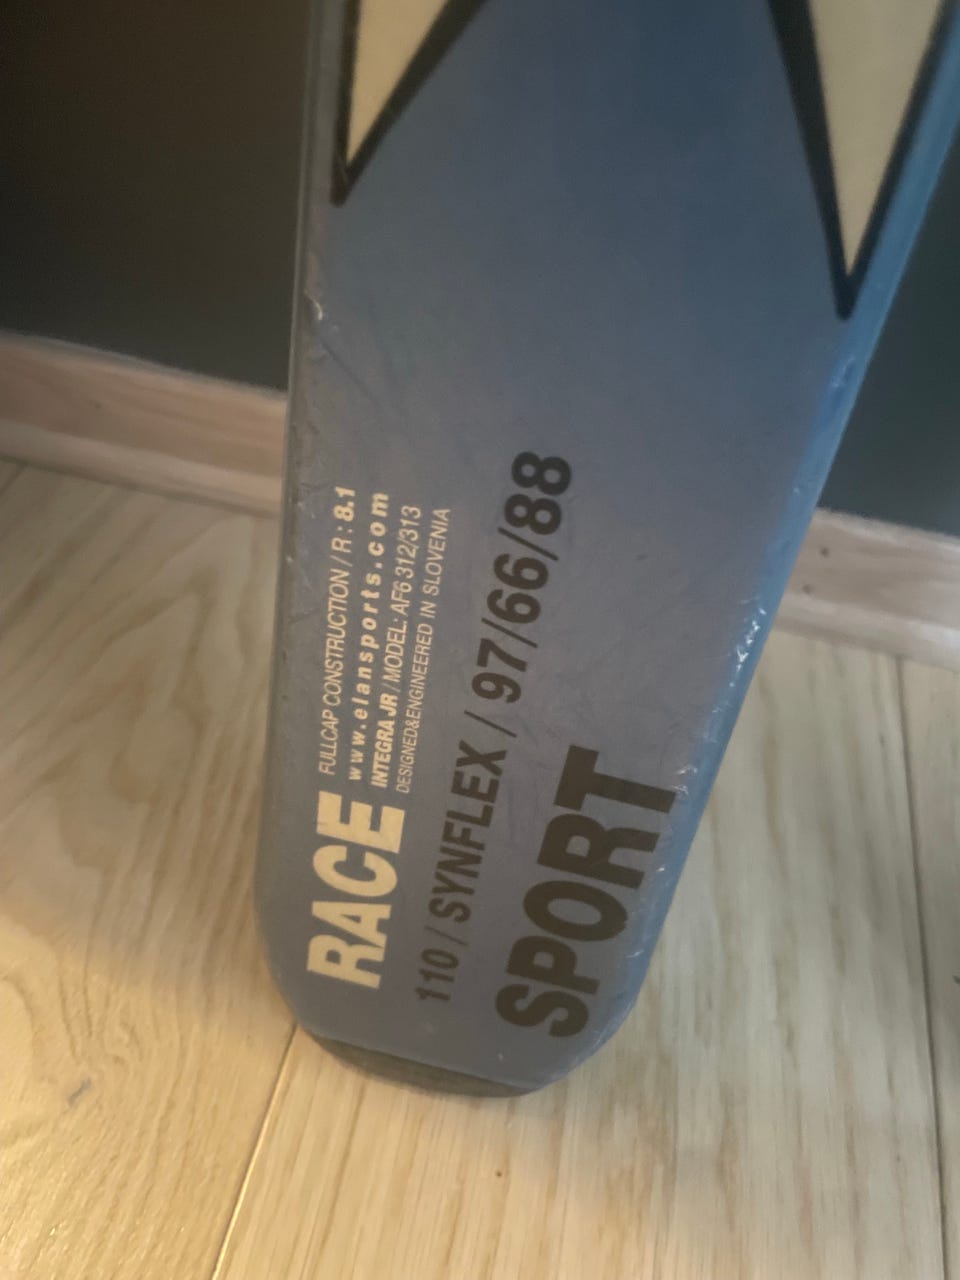 FULLCAP CONSTRUCTION / R : 8.1
www.elansports.com
INTEGRA JR / MODEL: AF6 312/313
DESIGNED&ENGINEERED IN SLOVENIA
RACE
110 / SYNFLEX / 97/66/88
SPORT